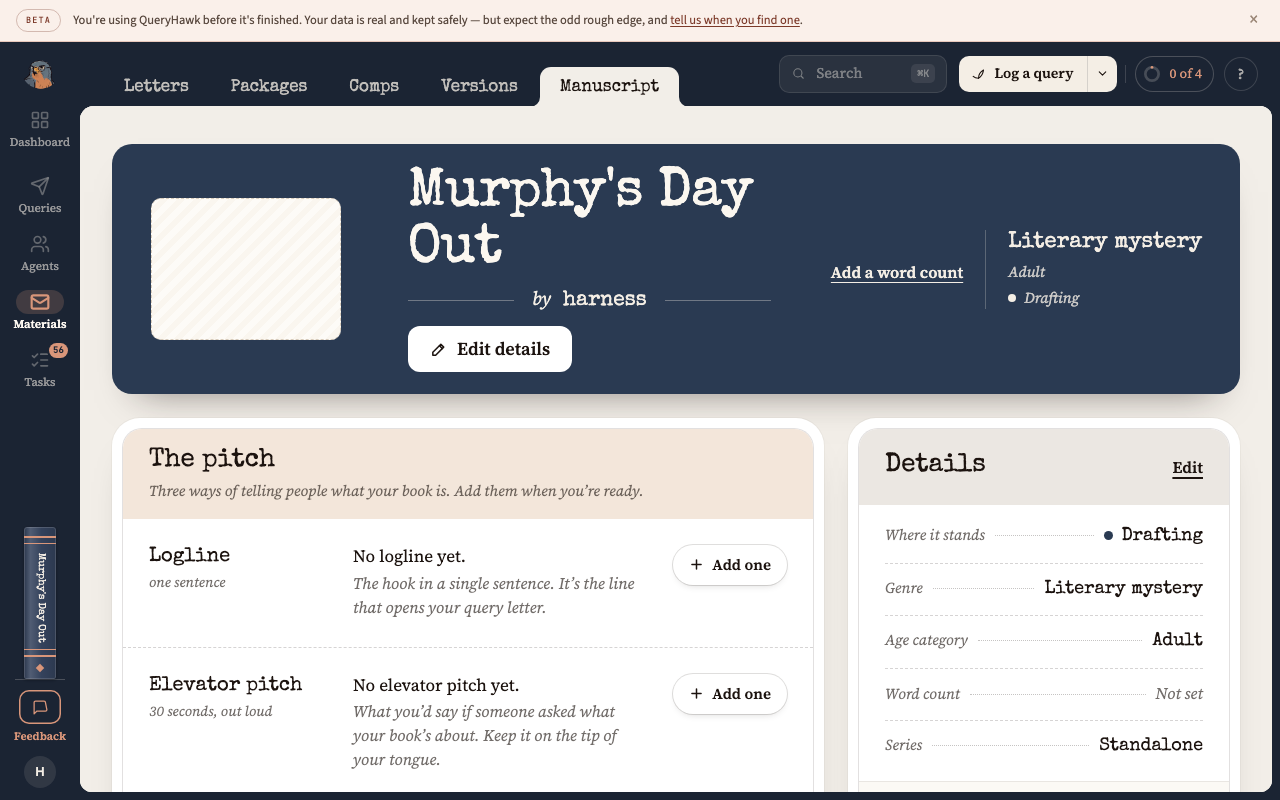 BETA
You're using QueryHawk before it's finished. Your data is real and kept safely — but expect the odd rough edge, and tell us when you find one.
×
Letters
Packages
Comps
Versions
Manuscript
Search
⌘K
Log a query
0 of 4
?
Dashboard
Queries
Agents
Materials
56
Tasks
Murphy's Day Out
Feedback
H
Murphy's Day
Out
by harness
Edit details
Add a word count
Literary mystery
Adult
Drafting
The pitch
Three ways of telling people what your book is. Add them when you’re ready.
Logline
one sentence
No logline yet.
The hook in a single sentence. It’s the line
that opens your query letter.
+ Add one
Elevator pitch
30 seconds, out loud
No elevator pitch yet.
What you’d say if someone asked what
your book’s about. Keep it on the tip of
your tongue.
+ Add one
Details
Edit
Where it stands
Drafting
Genre
Literary mystery
Age category
Adult
Word count
Not set
Series
Standalone